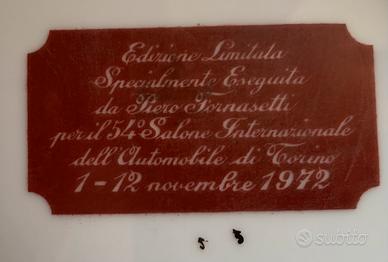 Edizione Limitata
Specialmente Eseguita
da Piero Fornasetti
per il 54º Salone Internazionale
dell'Automobile di Torino
1-12 novembre 1972
subito